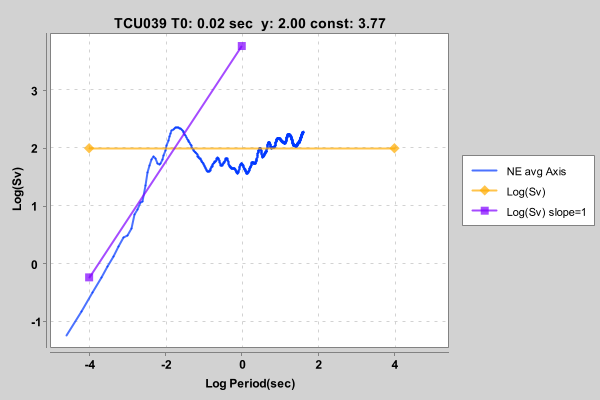 TCU039 T0: 0.02 sec  y: 2.00 const: 3.77
Log(Sv)
3
2
1
0
-1
-4
-2
0
2
4
Log Period(sec)
NE avg Axis
Log(Sv)
Log(Sv) slope=1